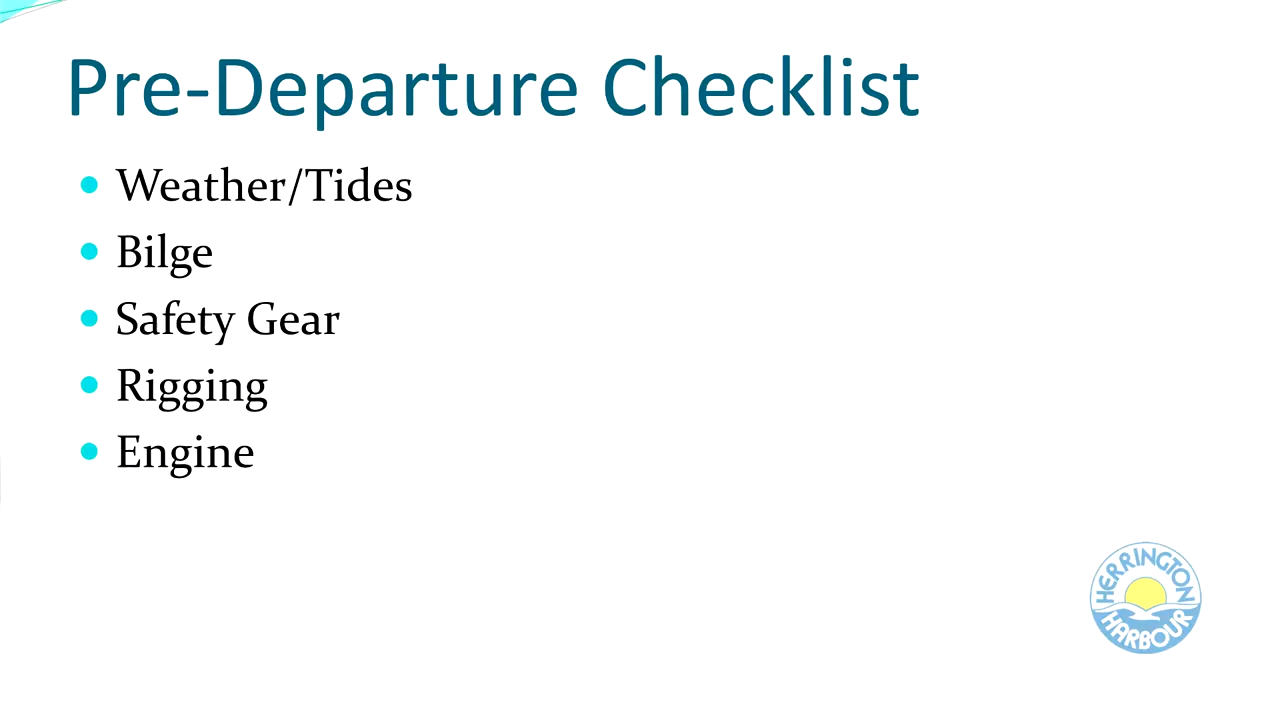 Pre-Departure Checklist
Weather/Tides
Bilge
Safety Gear
Rigging
Engine
HERRINGTON
HARBOUR